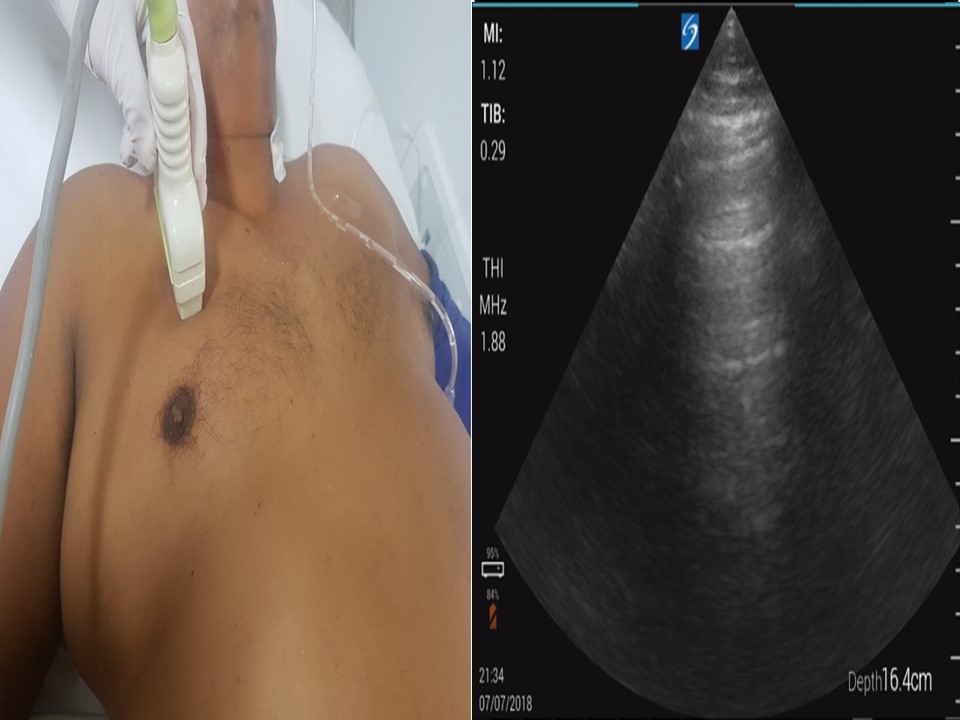 MI:
1.12
TIB:
0.29
THI
MHz
1.88
95%
84%
21:34
07/07/2018
Depth16.4cm